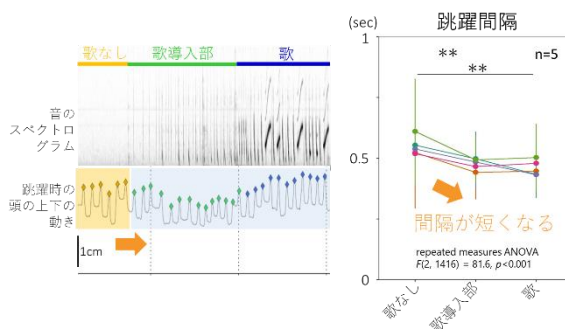 歌なし
歌導入部
歌
音の
スペクトロ
グラム
跳躍時の
頭の上下の
動き
1cm
跳躍間隔
(sec)
1
**
n=5
**
0.5
間隔が短くなる
repeated measures ANOVA
F(2, 1416) = 81.6, p<0.001
0
歌なし
歌導入部
歌